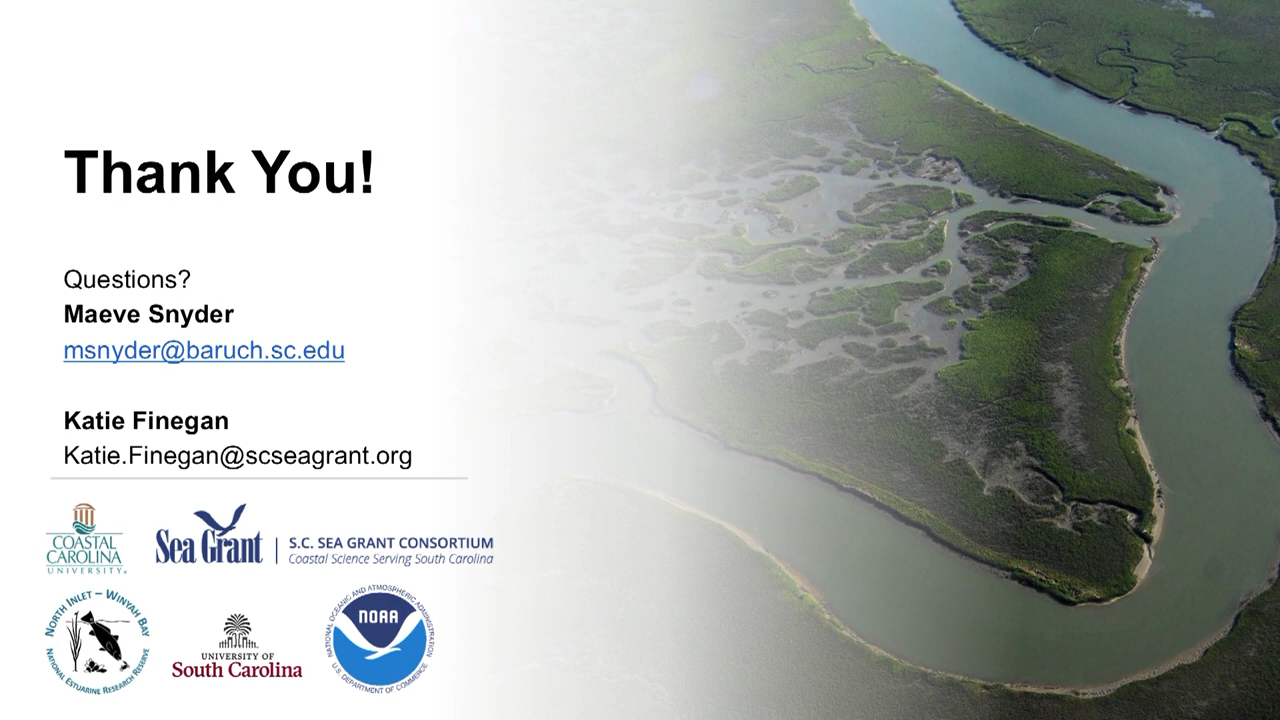 Thank You!
Questions?
Maeve Snyder
msnyder@baruch.sc.edu
Katie Finegan
Katie.Finegan@scseagrant.org
COASTAL
CAROLINA
UNIVERSITY®
Sea Grant
S.C. SEA GRANT CONSORTIUM
Coastal Science Serving South Carolina
NORTH INLET – WINYAH BAY
NATIONAL ESTUARINE RESEARCH RESERVE
UNIVERSITY OF
South Carolina
NATIONAL OCEANIC AND ATMOSPHERIC ADMINISTRATION
NOAA
U.S. DEPARTMENT OF COMMERCE